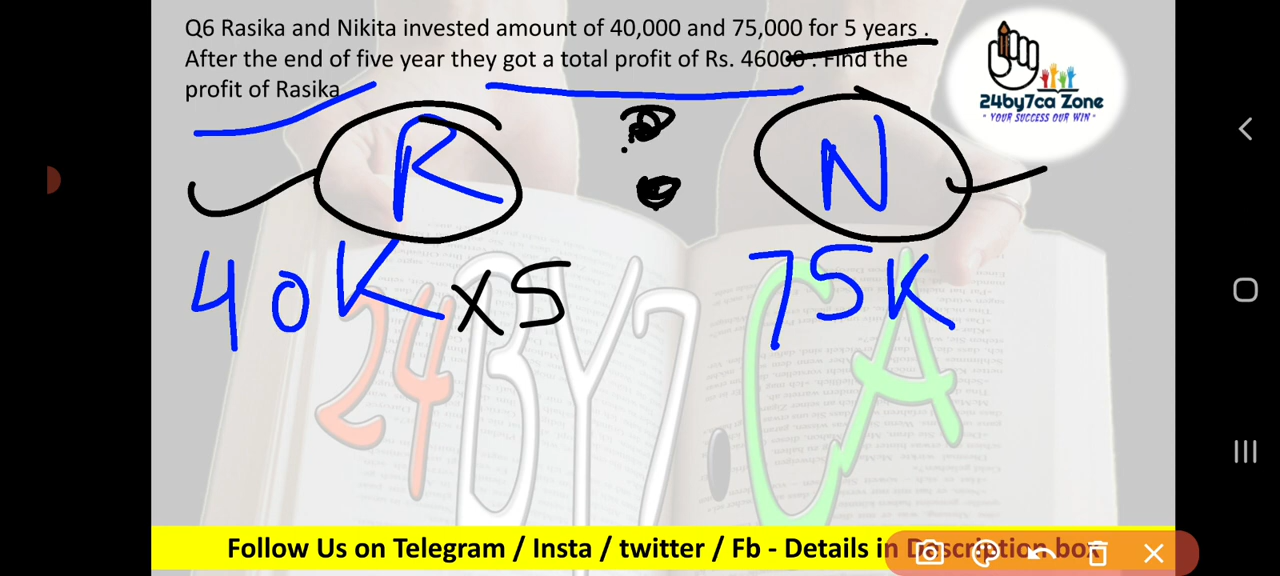 Q6 Rasika and Nikita invested amount of 40,000 and 75,000 for 5 years .
After the end of five year they got a total profit of Rs. 46000 . Find the
profit of Rasika
24by7ca Zone
" YOUR SUCCESS OUR WIN "
R : N
40K x5 75K
24BY7.CA
Follow Us on Telegram / Insta / twitter / Fb - Details in Description box